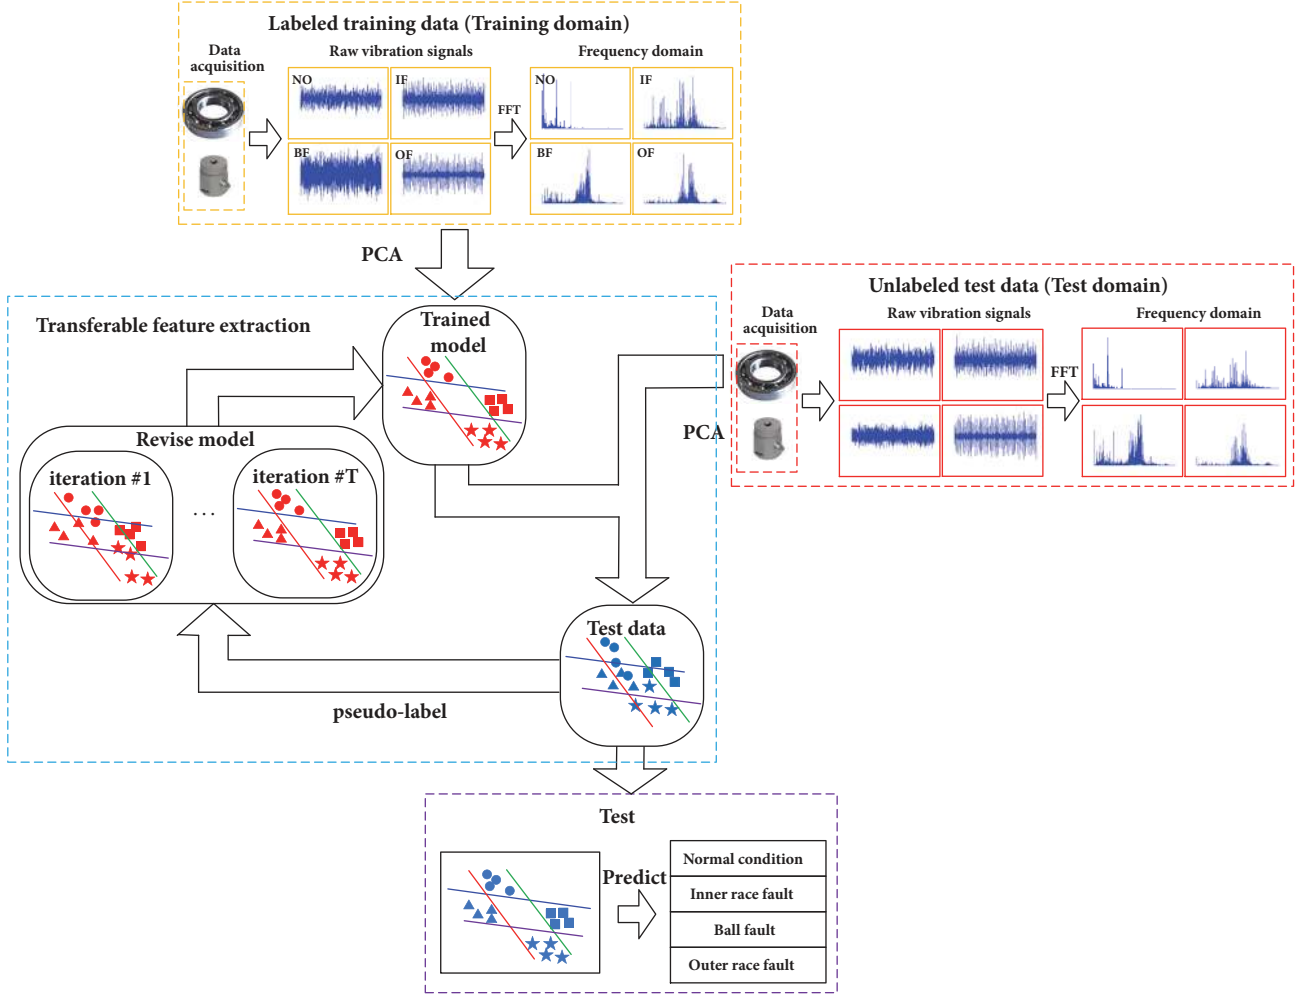 Labeled training data (Training domain)
Data
acquisition
Raw vibration signals
Frequency domain
NO
IF
BF
OF
FFT
NO
IF
BF
OF
PCA
Unlabeled test data (Test domain)
Data
acquisition
Raw vibration signals
Frequency domain
FFT
PCA
Transferable feature extraction
Trained
model
Revise model
iteration #1
...
iteration #T
Test data
pseudo-label
Test
Predict
Normal condition
Inner race fault
Ball fault
Outer race fault